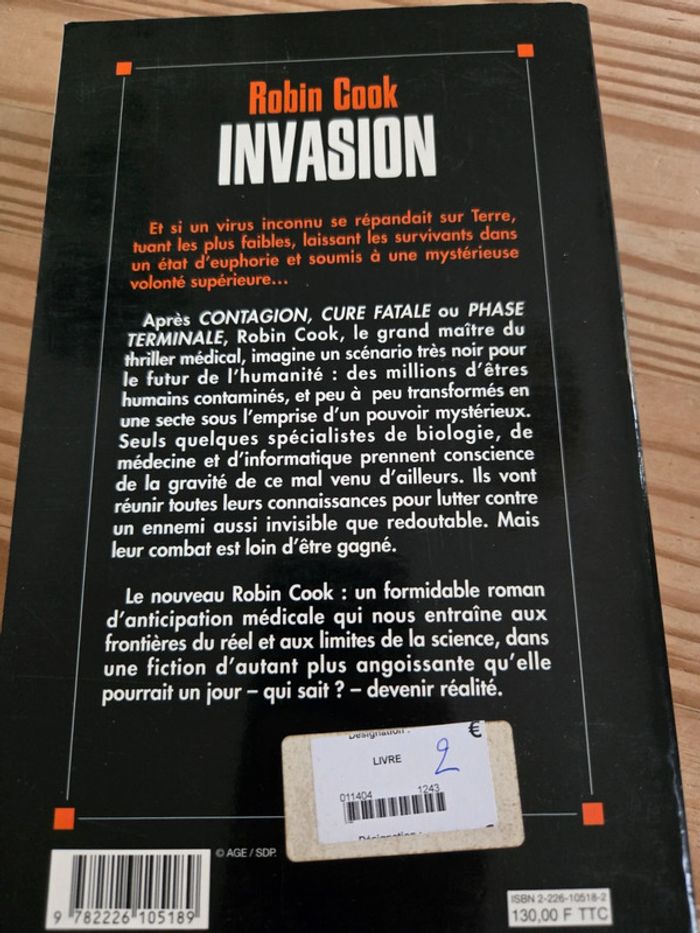 Robin Cook
INVASION
Et si un virus inconnu se répandait sur Terre,
tuant les plus faibles, laissant les survivants dans
un état d'euphorie et soumis à une mystérieuse
volonté supérieure...
Après CONTAGION, CURE FATALE ou PHASE
TERMINALE, Robin Cook, le grand maître du
thriller médical, imagine un scénario très noir pour
le futur de l'humanité : des millions d'êtres
humains contaminés, et peu à peu transformés en
une secte sous l'emprise d'un pouvoir mystérieux.
Seuls quelques spécialistes de biologie, de
médecine et d'informatique prennent conscience
de la gravité de ce mal venu d'ailleurs. Ils vont
réunir toutes leurs connaissances pour lutter contre
un ennemi aussi invisible que redoutable. Mais
leur combat est loin d'être gagné.
Le nouveau Robin Cook : un formidable roman
d'anticipation médicale qui nous entraîne aux
frontières du réel et aux limites de la science, dans
une fiction d'autant plus angoissante qu'elle
pourrait un jour – qui sait ? – devenir réalité.
Désignation : €
LIVRE 2
011404 1243
Désignation : €
© AGE / SDP.
9 782226 105189
ISBN 2-226-10518-2
130,00 F TTC